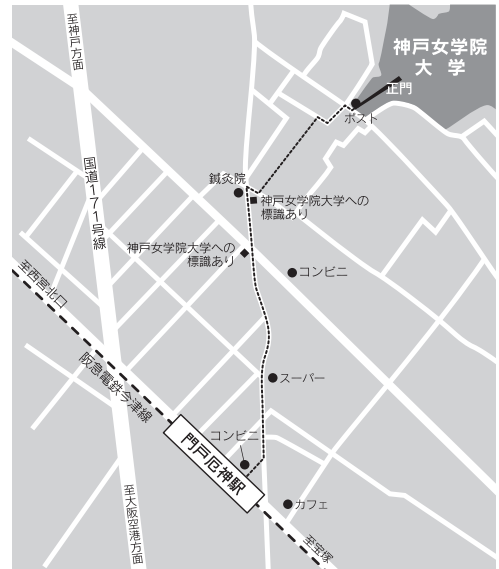 至神戸方面
神戸女学院
大　学
正門
ポスト
国道171号線
鍼灸院
神戸女学院大学への
標識あり
神戸女学院大学への
標識あり
コンビニ
至西宮北口
阪急電鉄今津線
スーパー
コンビニ
門戸厄神駅
カフェ
至大阪空港方面
至宝塚